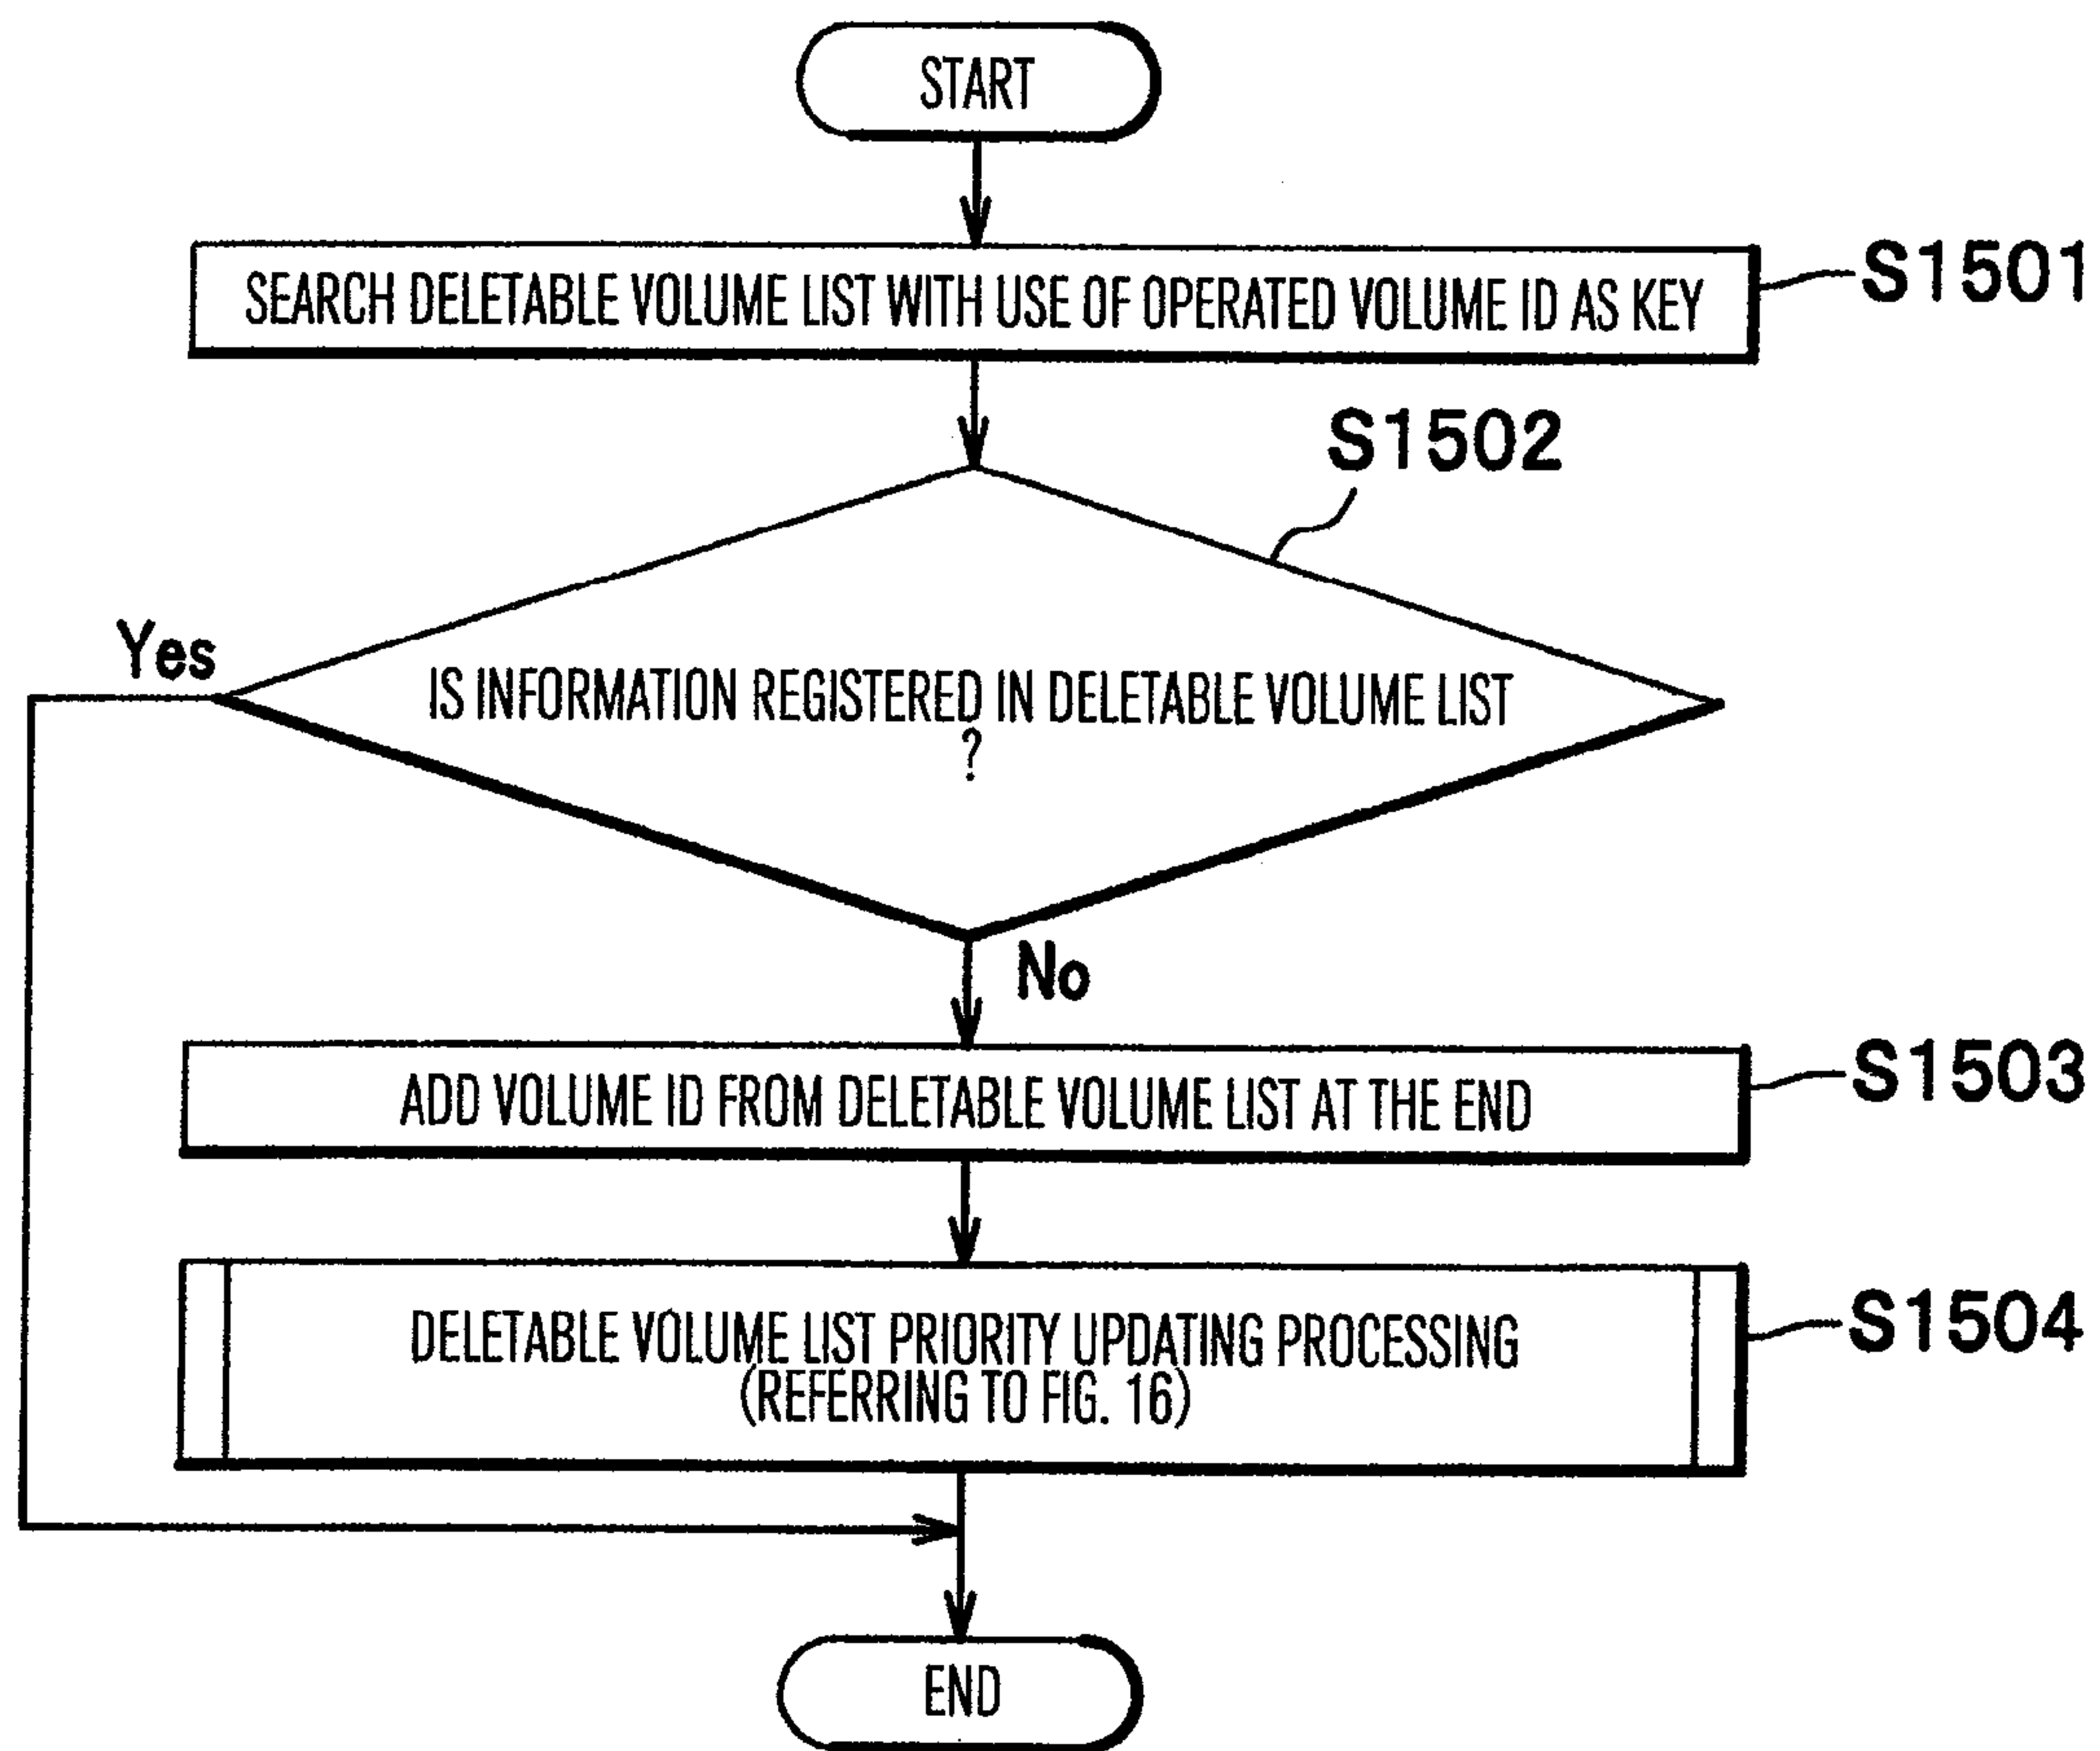 START
SEARCH DELETABLE VOLUME LIST WITH USE OF OPERATED VOLUME ID AS KEY
S1501
S1502
Yes
IS INFORMATION REGISTERED IN DELETABLE VOLUME LIST
?
No
ADD VOLUME ID FROM DELETABLE VOLUME LIST AT THE END
S1503
DELETABLE VOLUME LIST PRIORITY UPDATING PROCESSING
(REFERRING TO FIG. 16)
S1504
END